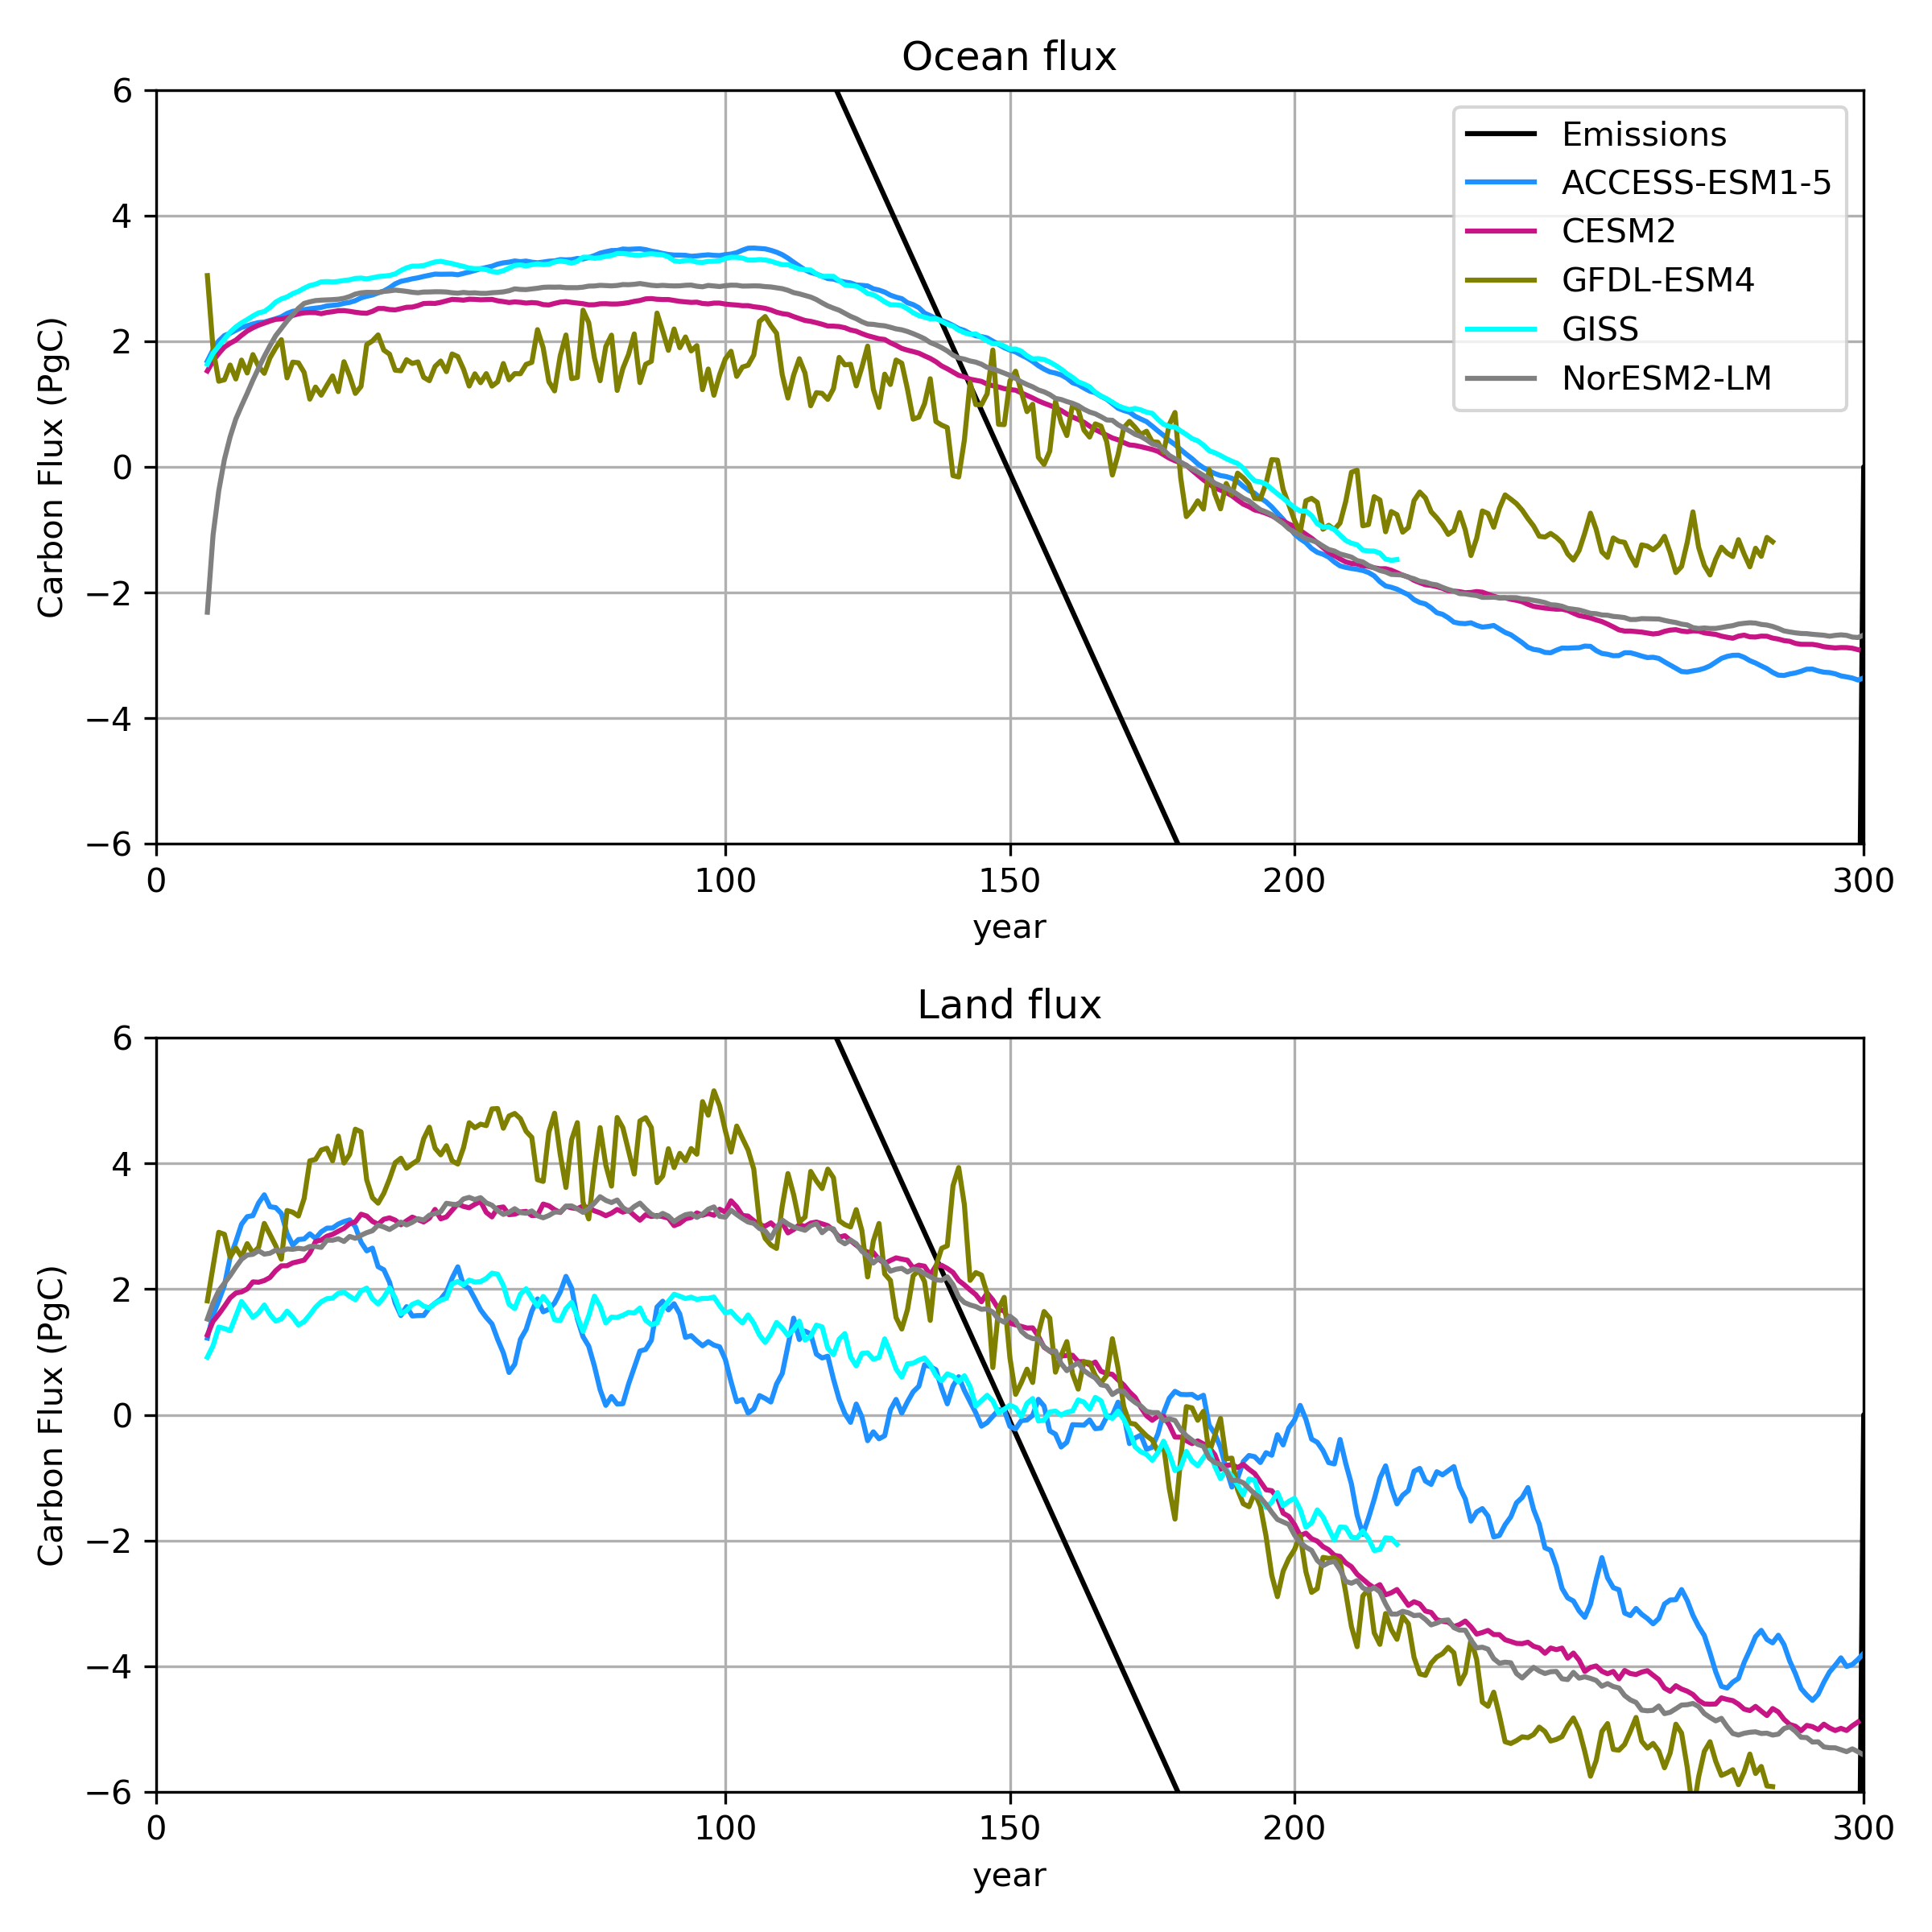 Ocean flux
6
4
2
0
−2
−4
−6
Carbon Flux (PgC)
Emissions
ACCESS-ESM1-5
CESM2
GFDL-ESM4
GISS
NorESM2-LM
0 100 150 200 300
year
Land flux
6
4
2
0
−2
−4
−6
Carbon Flux (PgC)
0 100 150 200 300
year